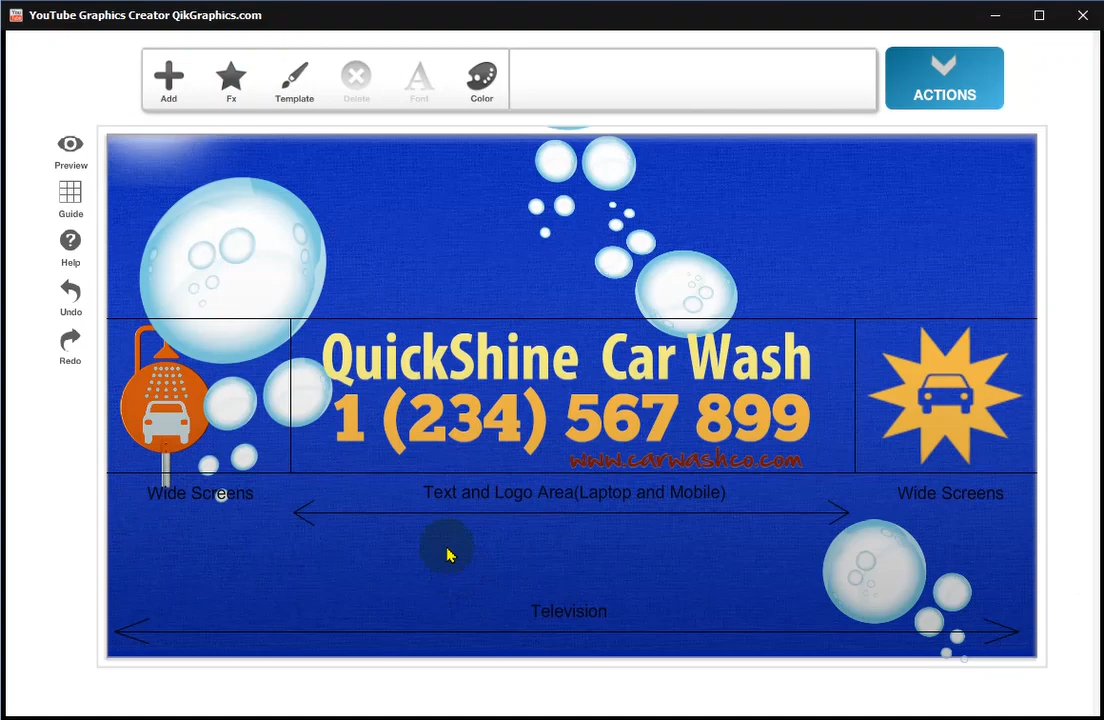 YouTube Graphics Creator QikGraphics.com
Add
Fx
Template
Delete
Font
Color
ACTIONS
Preview
Guide
Help
Undo
Redo
QuickShine Car Wash
1 (234) 567 899
www.carwashco.com
Wide Screens
Text and Logo Area(Laptop and Mobile)
Wide Screens
Television